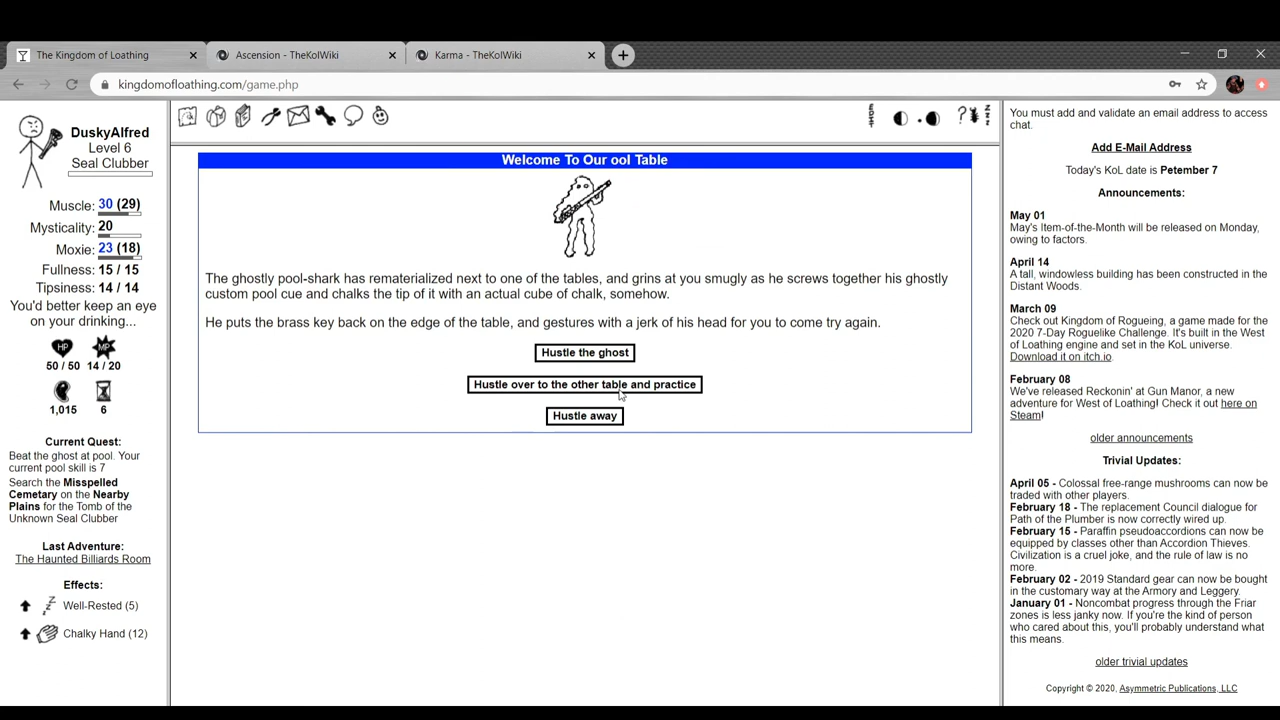 The Kingdom of Loathing
Ascension - TheKolWiki
Karma - TheKolWiki
kingdomofloathing.com/game.php
DuskyAlfred
Level 6
Seal Clubber
Muscle: 30 (29)
Mysticality: 20
Moxie: 23 (18)
Fullness: 15 / 15
Tipsiness: 14 / 14
You'd better keep an eye
on your drinking...
HP MP
50 / 50 14 / 20
1,015 6
Current Quest:
Beat the ghost at pool. Your
current pool skill is 7
Search the Misspelled
Cemetary on the Nearby
Plains for the Tomb of the
Unknown Seal Clubber
Last Adventure:
The Haunted Billiards Room
Effects:
Well-Rested (5)
Chalky Hand (12)
EDIT
? ZZZ
Welcome To Our ool Table
The ghostly pool-shark has rematerialized next to one of the tables, and grins at you smugly as he screws together his ghostly
custom pool cue and chalks the tip of it with an actual cube of chalk, somehow.
He puts the brass key back on the edge of the table, and gestures with a jerk of his head for you to come try again.
Hustle the ghost
Hustle over to the other table and practice
Hustle away
You must add and validate an email address to access
chat.
Add E-Mail Address
Today's KoL date is Petember 7
Announcements:
May 01
May's Item-of-the-Month will be released on Monday,
owing to factors.
April 14
A tall, windowless building has been constructed in the
Distant Woods.
March 09
Check out Kingdom of Rogueing, a game made for the
2020 7-Day Roguelike Challenge. It's built in the West
of Loathing engine and set in the KoL universe.
Download it on itch.io.
February 08
We've released Reckonin' at Gun Manor, a new
adventure for West of Loathing! Check it out here on
Steam!
older announcements
Trivial Updates:
April 05 - Colossal free-range mushrooms can now be
traded with other players.
February 18 - The replacement Council dialogue for
Path of the Plumber is now correctly wired up.
February 15 - Paraffin pseudoaccordions can now be
equipped by classes other than Accordion Thieves.
Civilization is a cruel joke, and the rule of law is no
more.
February 02 - 2019 Standard gear can now be bought
in the customary way at the Armory and Leggery.
January 01 - Noncombat progress through the Friar
zones is less janky now. If you're the kind of person
who cared about this, you'll probably understand what
this means.
older trivial updates
Copyright © 2020, Asymmetric Publications, LLC